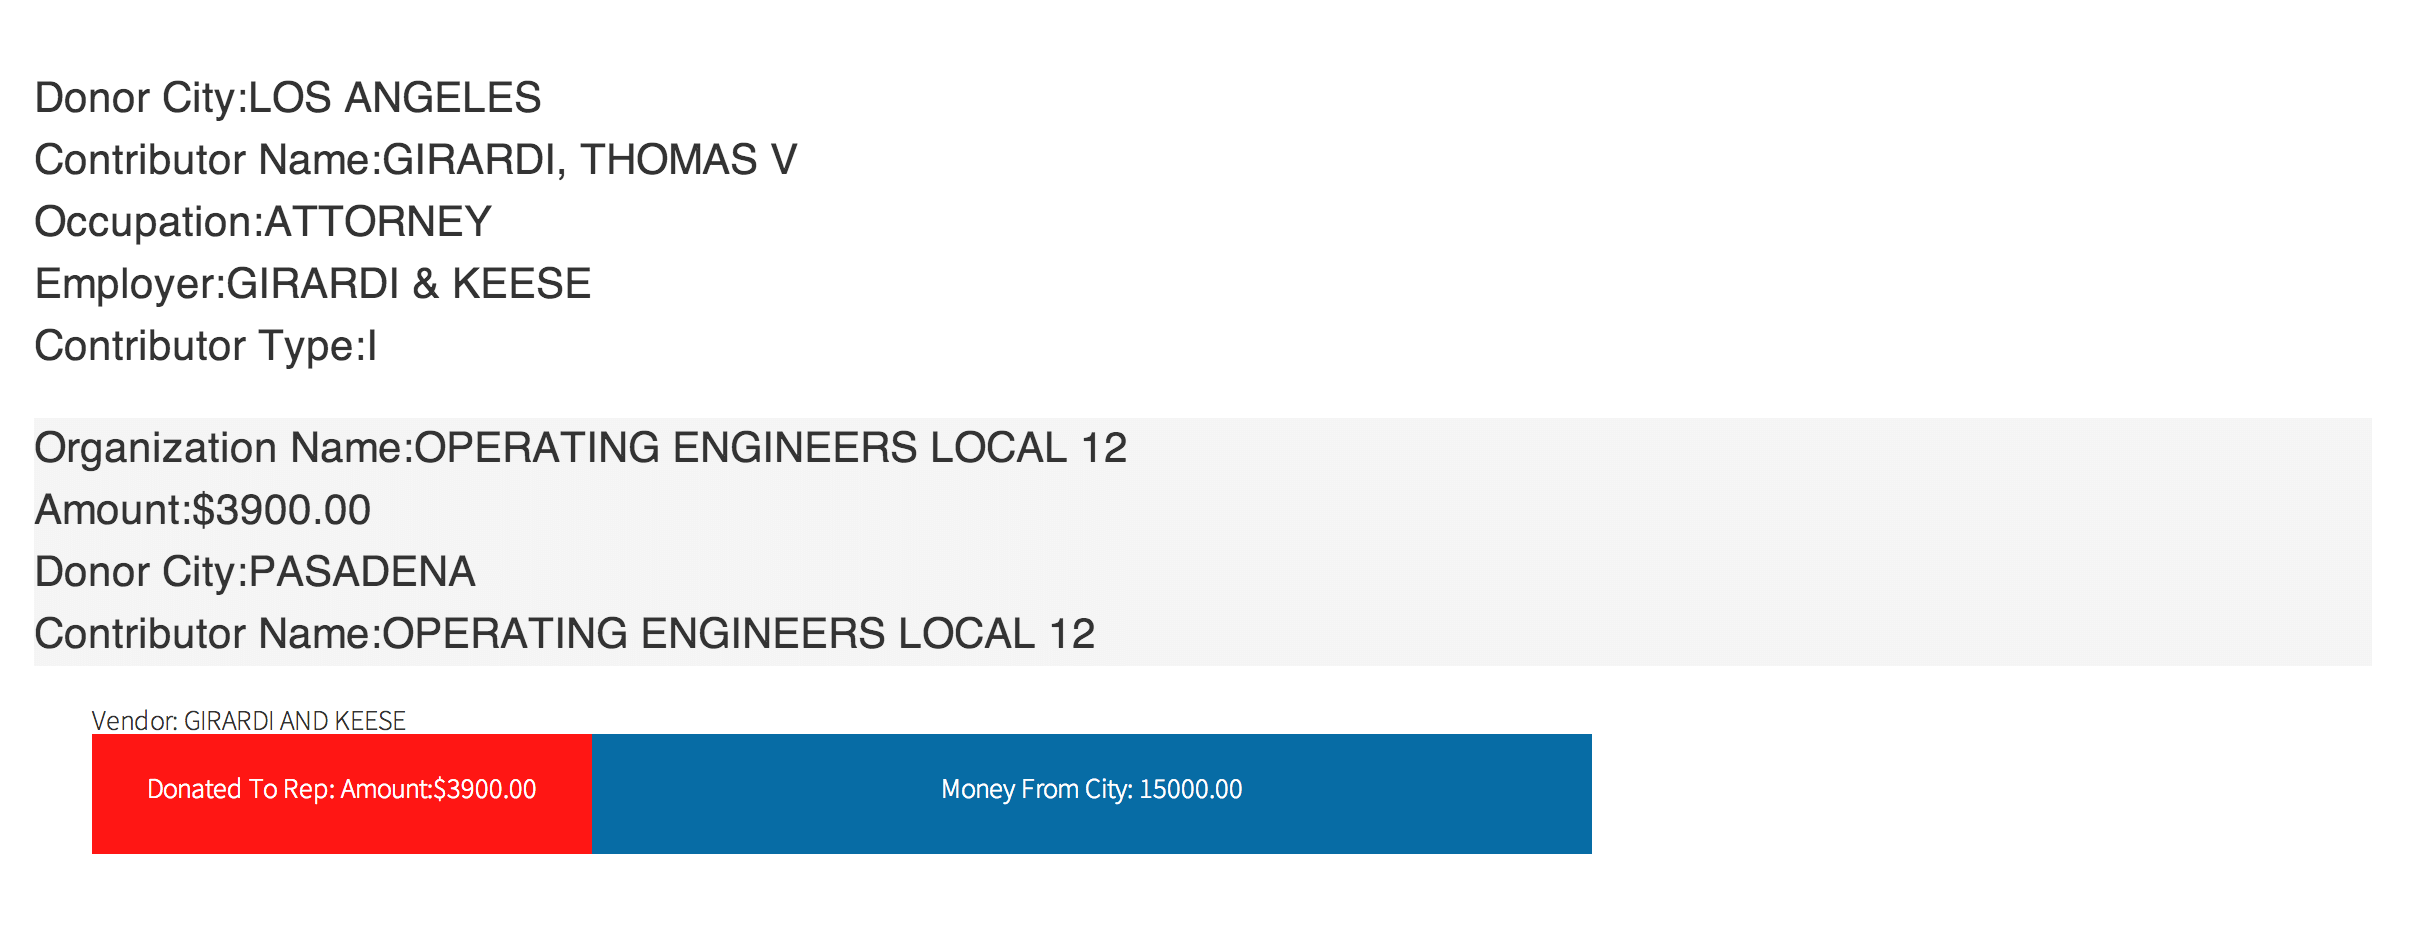 Donor City:LOS ANGELES
Contributor Name:GIRARDI, THOMAS V
Occupation:ATTORNEY
Employer:GIRARDI & KEESE
Contributor Type:I
Organization Name:OPERATING ENGINEERS LOCAL 12
Amount:$3900.00
Donor City:PASADENA
Contributor Name:OPERATING ENGINEERS LOCAL 12
Vendor: GIRARDI AND KEESE
Donated To Rep: Amount:$3900.00
Money From City: 15000.00